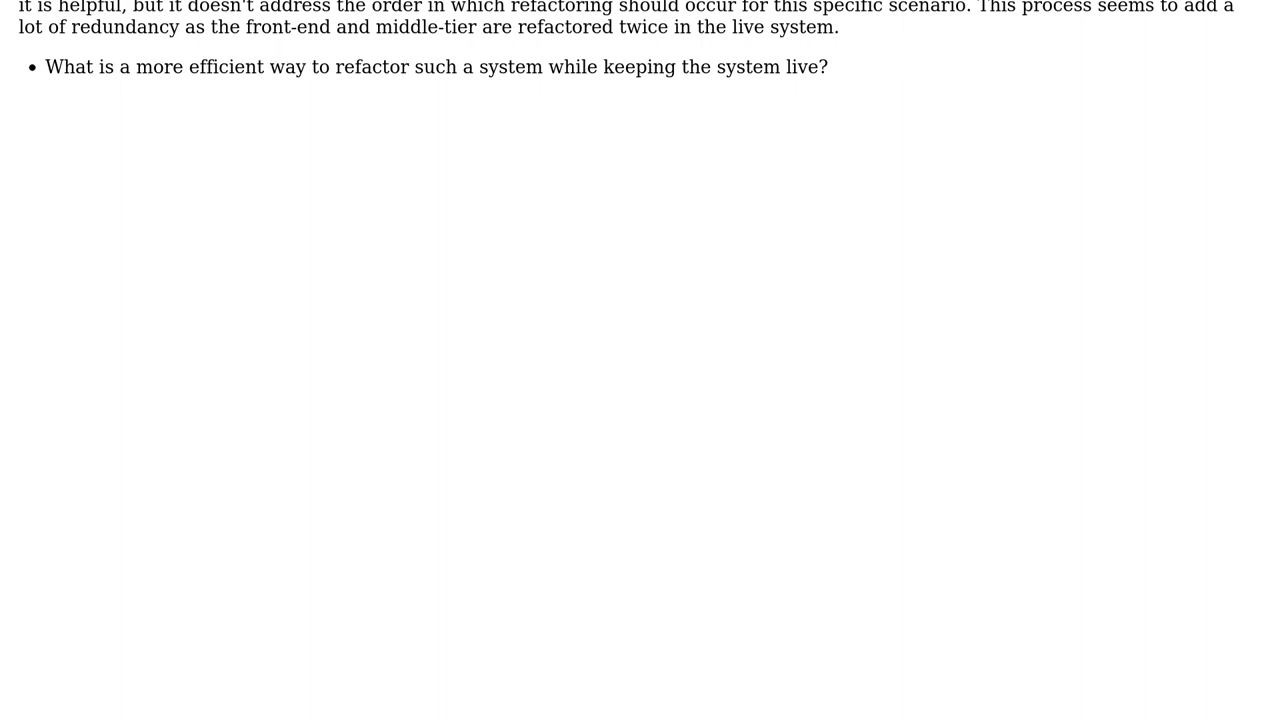 it is helpful, but it doesn't address the order in which refactoring should occur for this specific scenario. This process seems to add a
lot of redundancy as the front-end and middle-tier are refactored twice in the live system.
• What is a more efficient way to refactor such a system while keeping the system live?